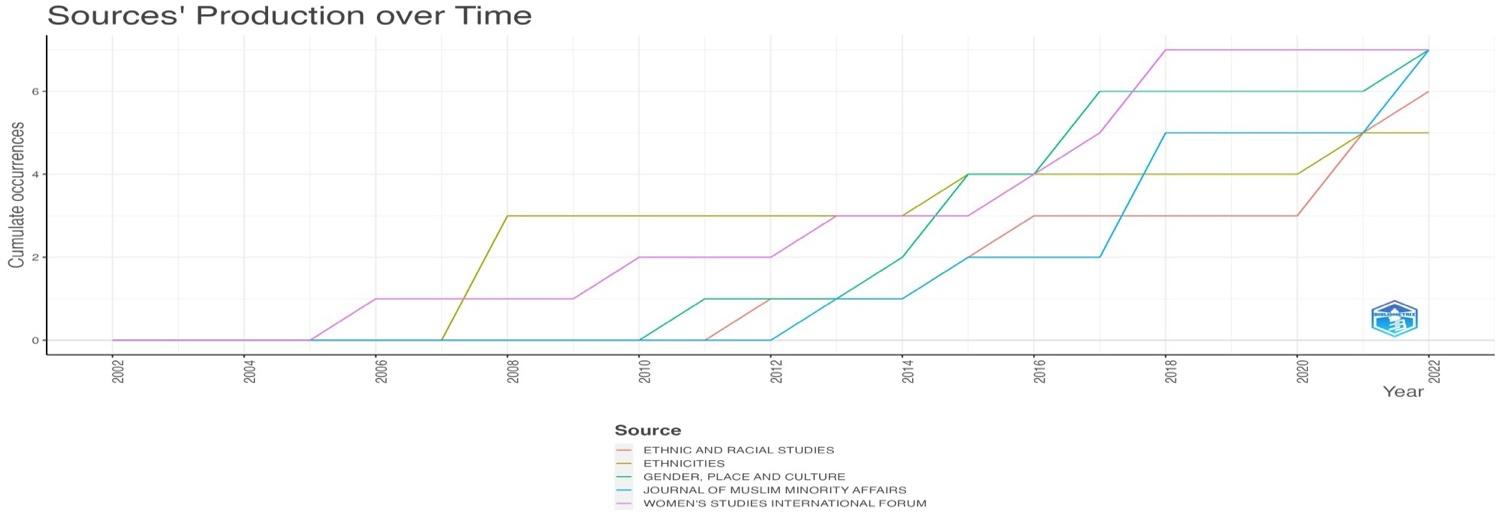 Sources' Production over Time
Cumulate occurrences
6
4
2
0
2002
2004
2006
2008
2010
2012
2014
2016
2018
2020
2022
Year
BIBLIOMETRIX
Source
ETHNIC AND RACIAL STUDIES
ETHNICITIES
GENDER, PLACE AND CULTURE
JOURNAL OF MUSLIM MINORITY AFFAIRS
WOMEN'S STUDIES INTERNATIONAL FORUM